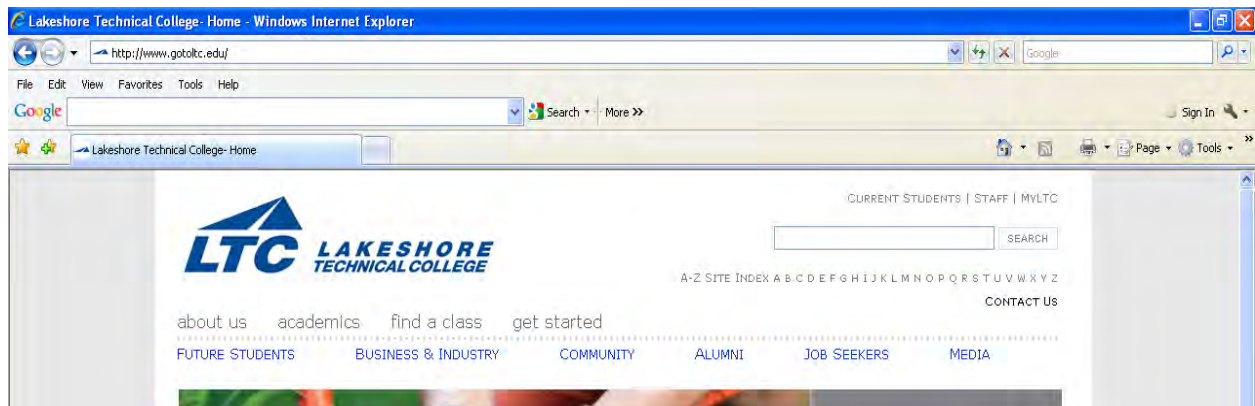 Lakeshore Technical College- Home - Windows Internet Explorer
http://www.gotoltc.edu/
Google
File Edit View Favorites Tools Help
Google Search More >>
Sign In
Lakeshore Technical College- Home
Page Tools >>
CURRENT STUDENTS | STAFF | MYLTC
SEARCH
LTC LAKESHORE
TECHNICAL COLLEGE
A-Z SITE INDEX A B C D E F G H I J K L M N O P Q R S T U V W X Y Z
CONTACT US
about us academics find a class get started
FUTURE STUDENTS BUSINESS & INDUSTRY COMMUNITY ALUMNI JOB SEEKERS MEDIA